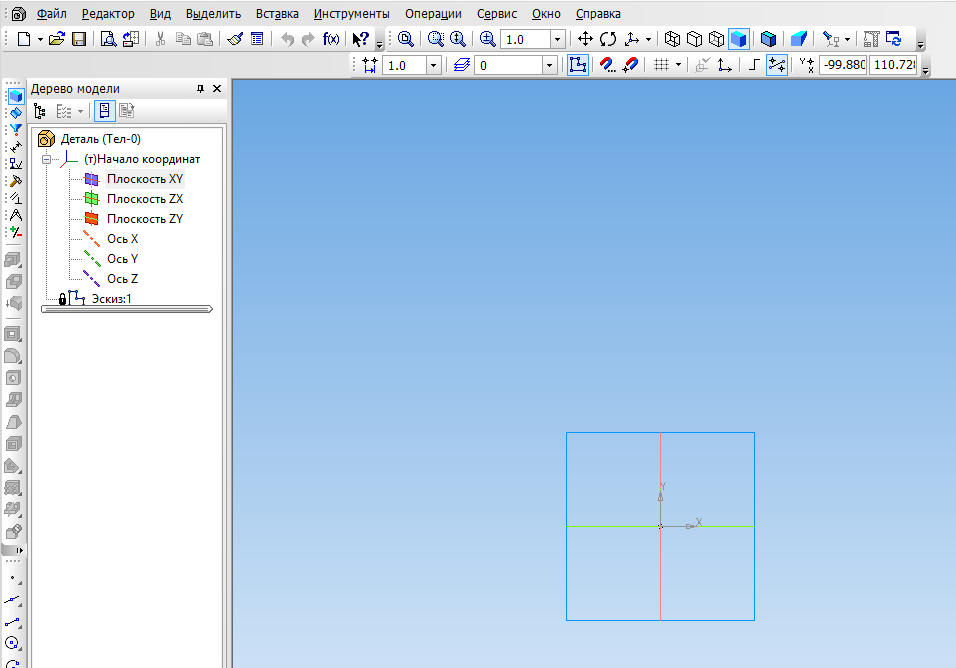 Файл Редактор Вид Выделить Вставка Инструменты Операции Сервис Окно Справка
f(x) ? 1.0
1.0 0 -99.880 110.728
Дерево модели
Деталь (Тел-0)
(т)Начало координат
Плоскость XY
Плоскость ZX
Плоскость ZY
Ось X
Ось Y
Ось Z
Эскиз:1
Y
X